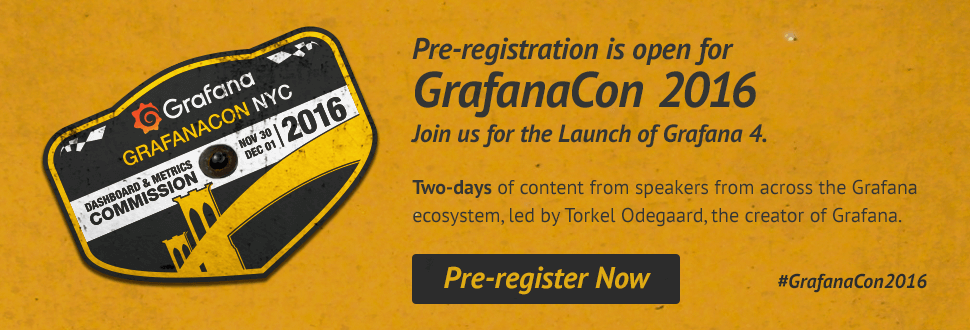 Grafana
GRAFANACON NYC
DASHBOARD & METRICS
COMMISSION
NOV 30
DEC 01
2016
Pre-registration is open for
GrafanaCon 2016
Join us for the Launch of Grafana 4.
Two-days of content from speakers from across the Grafana
ecosystem, led by Torkel Odegaard, the creator of Grafana.
Pre-register Now
#GrafanaCon2016